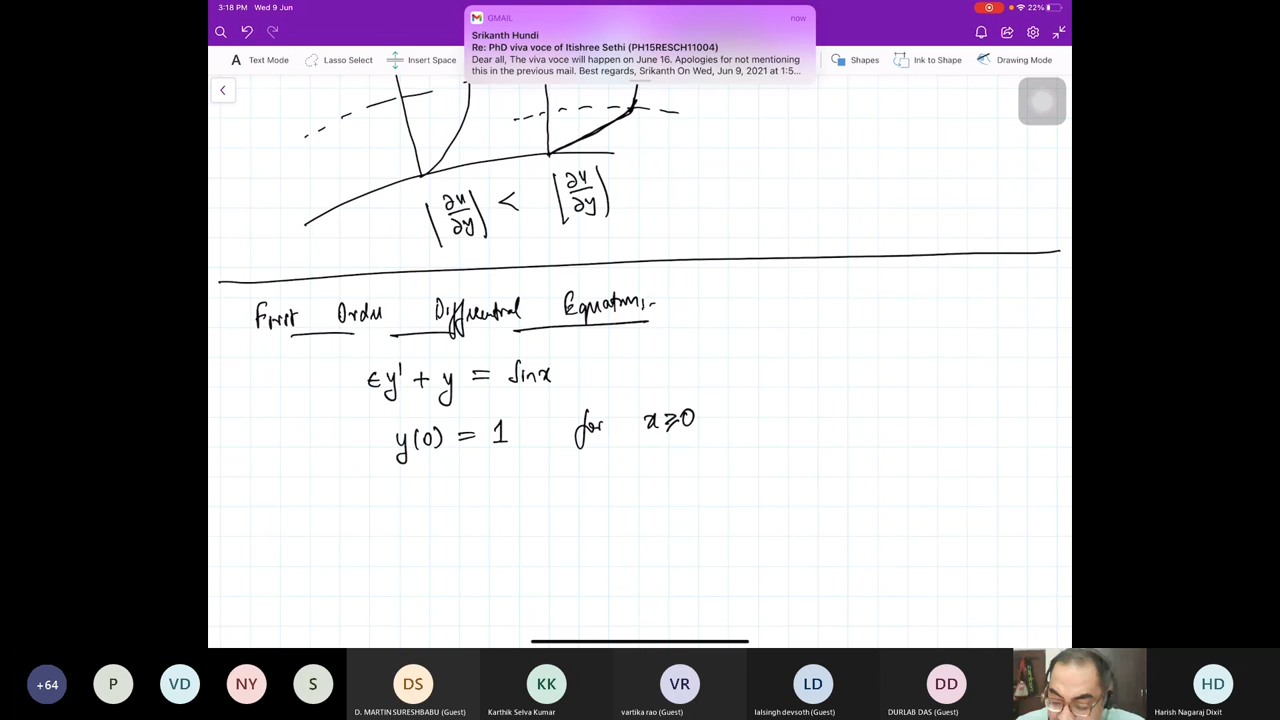 3:18 PM Wed 9 Jun
22%
GMAIL
now
Srikanth Hundi
Re: PhD viva voce of Itishree Sethi (PH15RESCH11004)
Dear all, The viva voce will happen on June 16. Apologies for not mentioning
this in the previous mail. Best regards, Srikanth On Wed, Jun 9, 2021 at 1:5...
Text Mode
Lasso Select
Insert Space
Shapes
Ink to Shape
Drawing Mode
|∂u/∂y| < |∂u/∂y|
First Order Differential Equations.
ϵy' + y = sinx
y(0) = 1 for x ≥ 0
+64
P
VD
NY
S
DS
KK
VR
LD
DD
HD
D. MARTIN SURESHBABU (Guest)
Karthik Selva Kumar
vartika rao (Guest)
lalsingh devsoth (Guest)
DURLAB DAS (Guest)
Harish Nagaraj Dixit